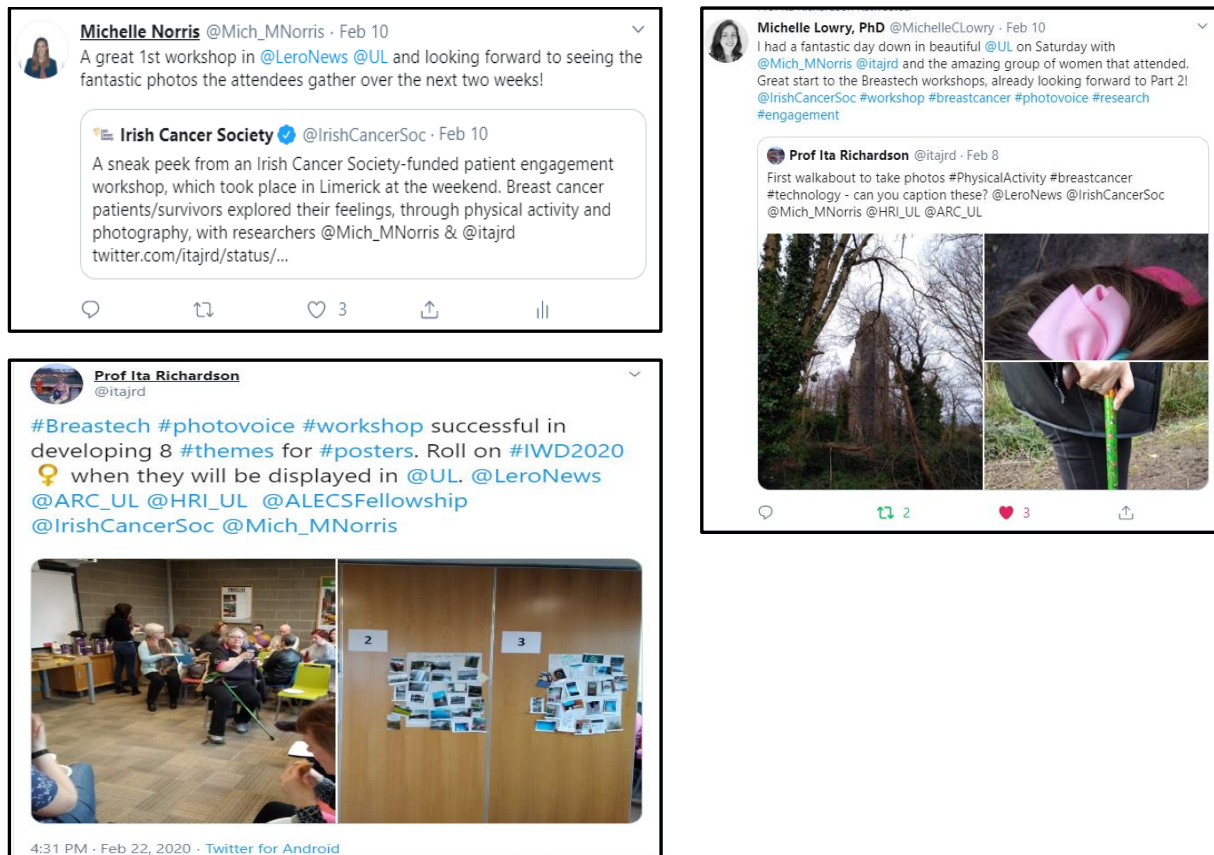 Michelle Norris @Mich_MNorris · Feb 10
A great 1st workshop in @LeroNews @UL and looking forward to seeing the
fantastic photos the attendees gather over the next two weeks!
Irish Cancer Society @IrishCancerSoc · Feb 10
A sneak peek from an Irish Cancer Society-funded patient engagement
workshop, which took place in Limerick at the weekend. Breast cancer
patients/survivors explored their feelings, through physical activity and
photography, with researchers @Mich_MNorris & @itajrd
twitter.com/itajrd/status/...
3
Prof Ita Richardson
@itajrd
#Breastech #photovoice #workshop successful in
developing 8 #themes for #posters. Roll on #IWD2020
♀ when they will be displayed in @UL. @LeroNews
@ARC_UL @HRI_UL @ALECSFellowship
@IrishCancerSoc @Mich_MNorris
2
3
4:31 PM · Feb 22, 2020 · Twitter for Android
Michelle Lowry, PhD @MichelleCLowry · Feb 10
I had a fantastic day down in beautiful @UL on Saturday with
@Mich_MNorris @itajrd and the amazing group of women that attended.
Great start to the Breastech workshops, already looking forward to Part 2!
@IrishCancerSoc #workshop #breastcancer #photovoice #research
#engagement
Prof Ita Richardson @itajrd · Feb 8
First walkabout to take photos #PhysicalActivity #breastcancer
#technology - can you caption these? @LeroNews @IrishCancerSoc
@Mich_MNorris @HRI_UL @ARC_UL
2 3